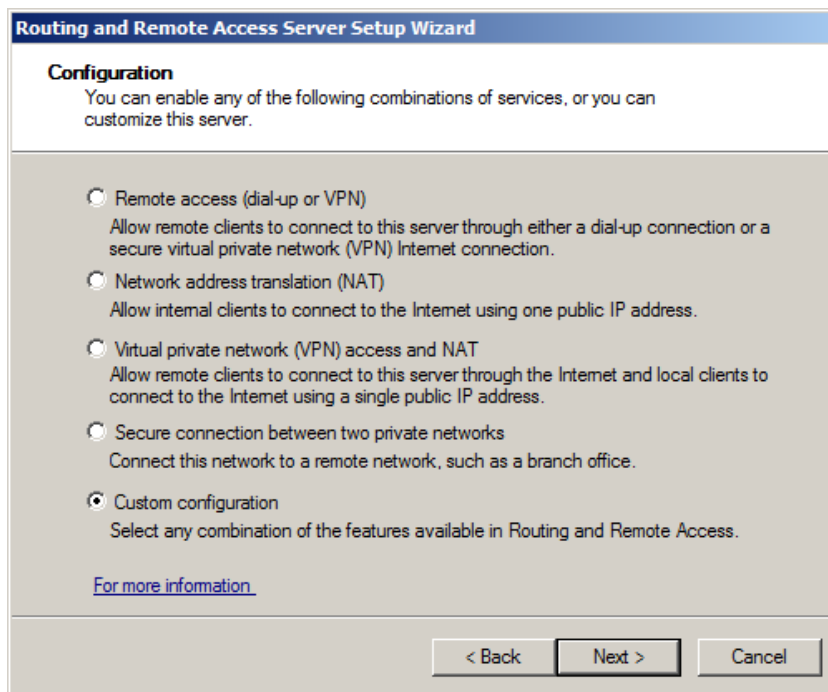 Routing and Remote Access Server Setup Wizard
Configuration
You can enable any of the following combinations of services, or you can
customize this server.
Remote access (dial-up or VPN)
Allow remote clients to connect to this server through either a dial-up connection or a
secure virtual private network (VPN) Internet connection.
Network address translation (NAT)
Allow internal clients to connect to the Internet using one public IP address.
Virtual private network (VPN) access and NAT
Allow remote clients to connect to this server through the Internet and local clients to
connect to the Internet using a single public IP address.
Secure connection between two private networks
Connect this network to a remote network, such as a branch office.
Custom configuration
Select any combination of the features available in Routing and Remote Access.
For more information
< Back Next > Cancel